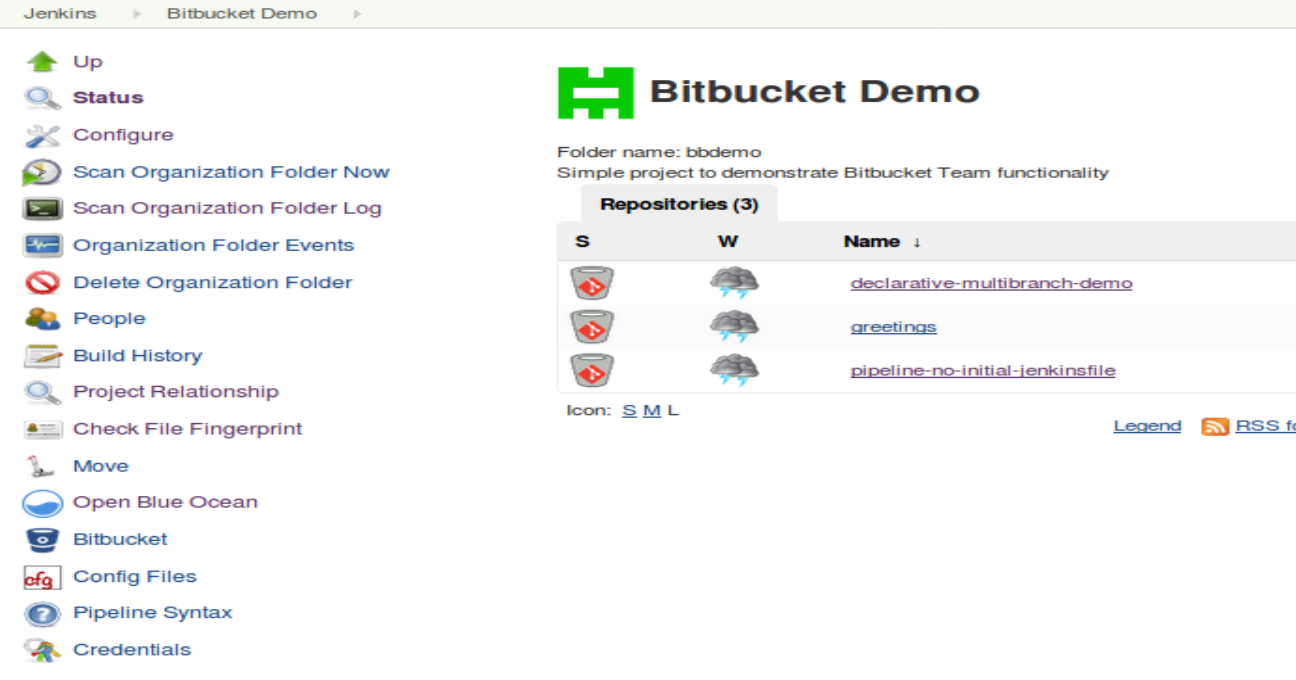 Jenkins Bitbucket Demo
Up
Status
Configure
Scan Organization Folder Now
Scan Organization Folder Log
Organization Folder Events
Delete Organization Folder
People
Build History
Project Relationship
Check File Fingerprint
Move
Open Blue Ocean
Bitbucket
cfg Config Files
Pipeline Syntax
Credentials
Bitbucket Demo
Folder name: bbdemo
Simple project to demonstrate Bitbucket Team functionality
Repositories (3)
S W Name ↓
declarative-multibranch-demo
greetings
pipeline-no-initial-jenkinsfile
Icon: S M L
Legend RSS